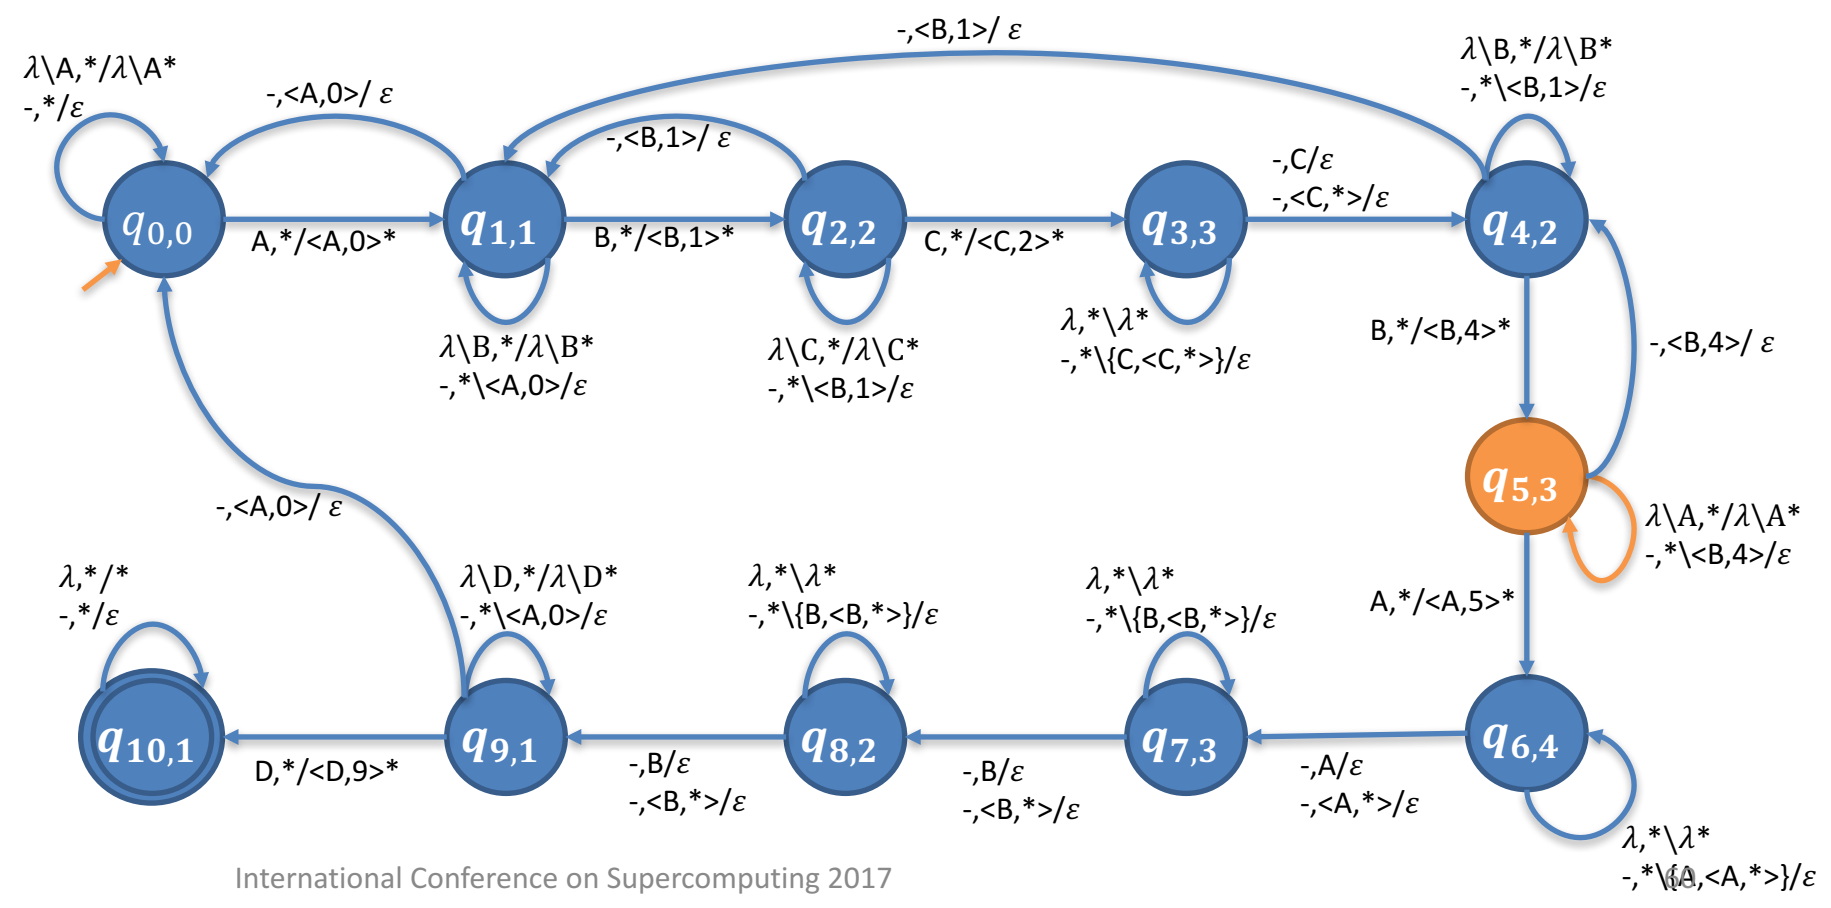 -,<B,1>/ ε
λ\A,*/λ\A*
-,*/ε
-,<A,0>/ ε
-,<B,1>/ ε
λ\B,*/λ\B*
-,*\<B,1>/ε
-,C/ε
-,<C,*>/ε
q0,0
q1,1
q2,2
q3,3
q4,2
A,*/<A,0>*
B,*/<B,1>*
C,*/<C,2>*
λ\B,*/λ\B*
-,*\<A,0>/ε
λ\C,*/λ\C*
-,*\<B,1>/ε
λ,*\λ*
-,*\{C,<C,*>}/ε
B,*/<B,4>*
-,<B,4>/ ε
q5,3
-,<A,0>/ ε
λ\A,*/λ\A*
-,*\<B,4>/ε
λ,*/*
-,*/ε
λ\D,*/λ\D*
-,*\<A,0>/ε
λ,*\λ*
-,*\{B,<B,*>}/ε
λ,*\λ*
-,*\{B,<B,*>}/ε
A,*/<A,5>*
q10,1
q9,1
q8,2
q7,3
q6,4
D,*/<D,9>*
-,B/ε
-,<B,*>/ε
-,B/ε
-,<B,*>/ε
-,A/ε
-,<A,*>/ε
λ,*\λ*
-,*\{A,<A,*>}/ε
International Conference on Supercomputing 2017
60